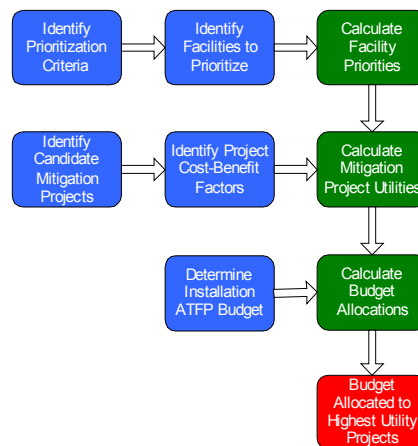 Identify
Prioritization
Criteria
Identify
Facilities to
Prioritize
Calculate
Facility
Priorities
Identify
Candidate
Mitigation
Projects
Identify Project
Cost-Benefit
Factors
Calculate
Mitigation
Project Utilities
Determine
Installation
ATFP Budget
Calculate
Budget
Allocations
Budget
Allocated to
Highest Utility
Projects